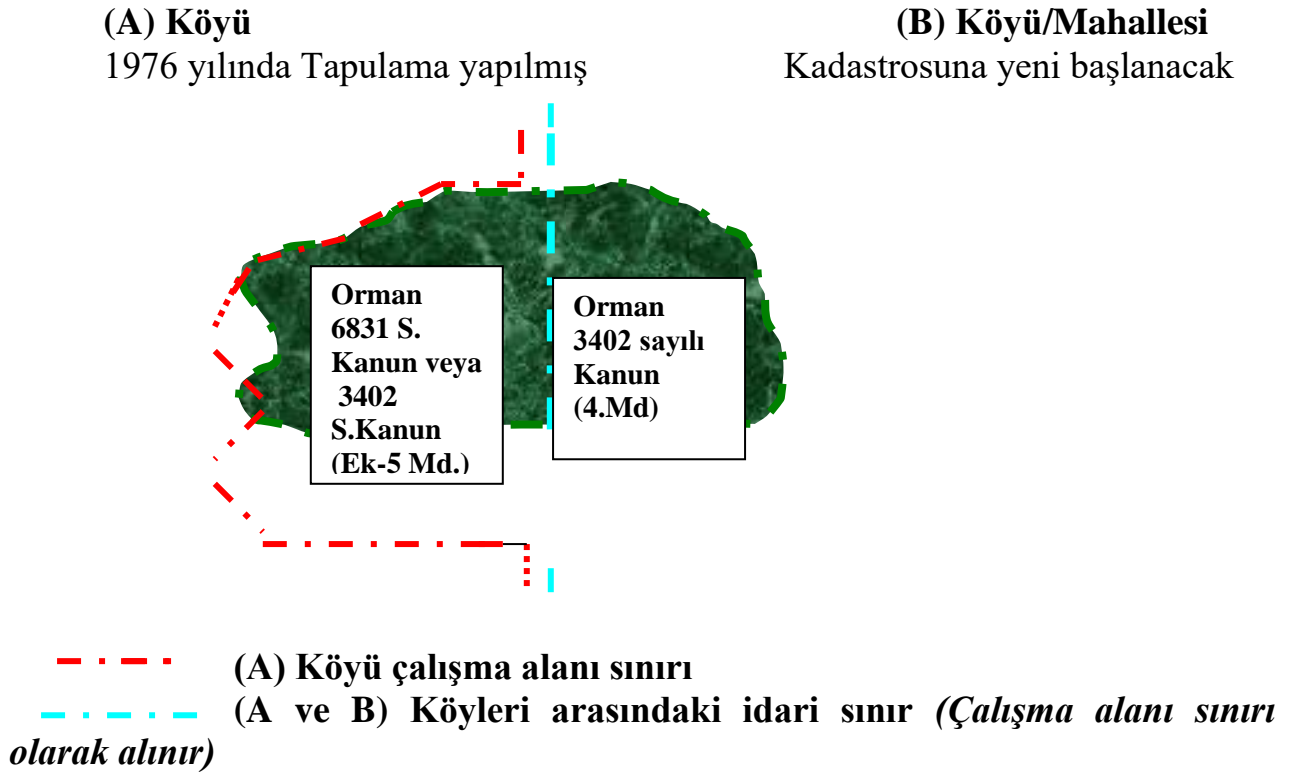 (A) Köyü
(B) Köyü/Mahallesi
1976 yılında Tapulama yapılmış
Kadastrosuna yeni başlanacak
Orman
6831 S.
Kanun veya
3402
S.Kanun
(Ek-5 Md.)
Orman
3402 sayılı
Kanun
(4.Md)
(A) Köyü çalışma alanı sınırı
(A ve B) Köyleri arasındaki idari sınır (Çalışma alanı sınırı
olarak alınır)